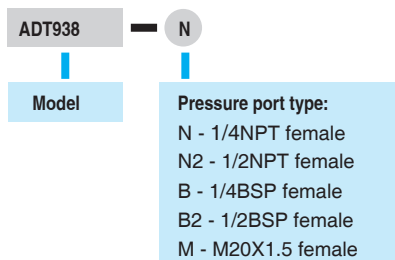 ADT938 N
Model
Pressure port type:
N - 1/4NPT female
N2 - 1/2NPT female
B - 1/4BSP female
B2 - 1/2BSP female
M - M20X1.5 female